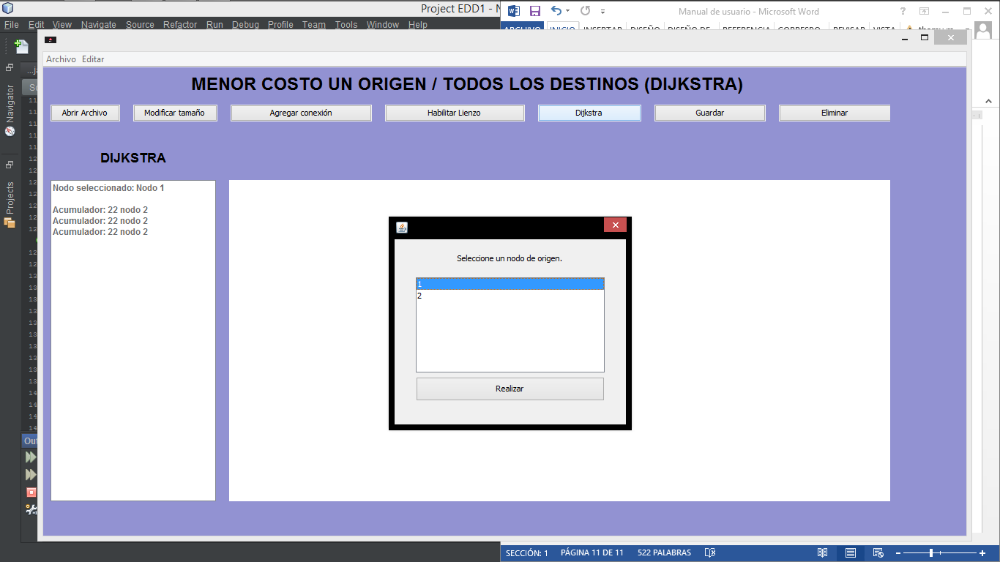 Project EDD1 - N
Manual de usuario - Microsoft Word
File Edit View Navigate Source Refactor Run Debug Profile Team Tools Window Help
ARCHIVO INICIO INSERTAR DISEÑO DISEÑO DE REFERENCIA CORRESPO REVISAR VISTA
Archivo Editar
MENOR COSTO UN ORIGEN / TODOS LOS DESTINOS (DIJKSTRA)
Abrir Archivo Modificar tamaño Agregar conexión Habilitar Lienzo Dijkstra Guardar Eliminar
Navigator
Projects
DIJKSTRA
Nodo seleccionado: Nodo 1
Acumulador: 22 nodo 2
Acumulador: 22 nodo 2
Acumulador: 22 nodo 2
Seleccione un nodo de origen.
1
2
Realizar
Out
SECCIÓN: 1 PÁGINA 11 DE 11 522 PALABRAS